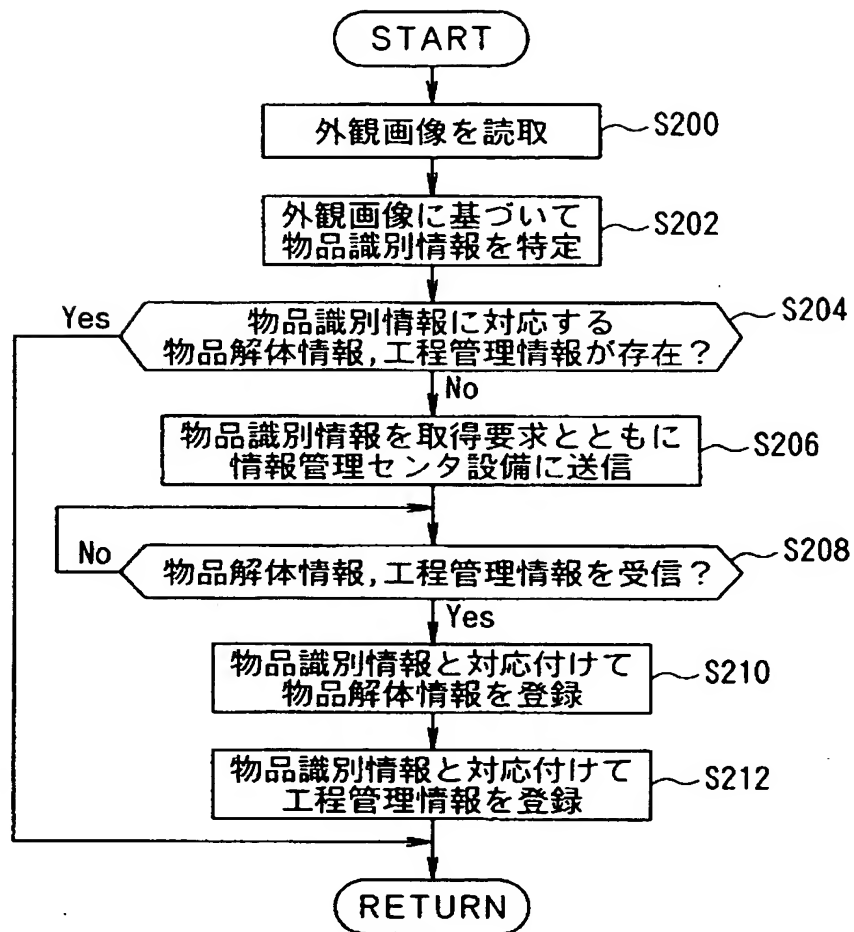 START
外観画像を読取
S200
外観画像に基づいて
物品識別情報を特定
S202
物品識別情報に対応する
物品解体情報,工程管理情報が存在?
S204
Yes
No
物品識別情報を取得要求とともに
情報管理センタ設備に送信
S206
物品解体情報,工程管理情報を受信?
S208
No
Yes
物品識別情報と対応付けて
物品解体情報を登録
S210
物品識別情報と対応付けて
工程管理情報を登録
S212
RETURN